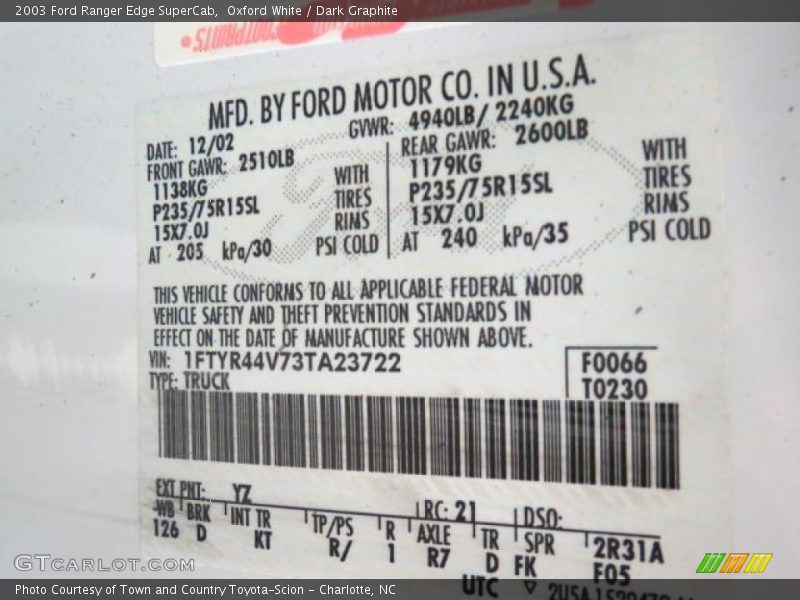 2003 Ford Ranger Edge SuperCab,  Oxford White / Dark Graphite
MFD. BY FORD MOTOR CO. IN U.S.A.
DATE: 12/02 GVWR: 4940LB/ 2240KG
FRONT GAWR: 2510LB REAR GAWR: 2600LB
1138KG WITH 1179KG WITH
P235/75R15SL TIRES P235/75R15SL TIRES
15X7.0J RIMS 15X7.0J RIMS
AT 205 kPa/30 PSI COLD AT 240 kPa/35 PSI COLD
THIS VEHICLE CONFORMS TO ALL APPLICABLE FEDERAL MOTOR
VEHICLE SAFETY AND THEFT PREVENTION STANDARDS IN
EFFECT ON THE DATE OF MANUFACTURE SHOWN ABOVE.
VIN: 1FTYR44V73TA23722 F0066
TYPE: TRUCK T0230
EXT PNT: YZ RC: 21 DSO:
WB BRK INT TR TP/PS R AXLE TR SPR 2R31A
126 D KT R/ 1 R7 D FK F05
UTC
GTCARLOT.COM
Photo Courtesy of Town and Country Toyota-Scion - Charlotte, NC